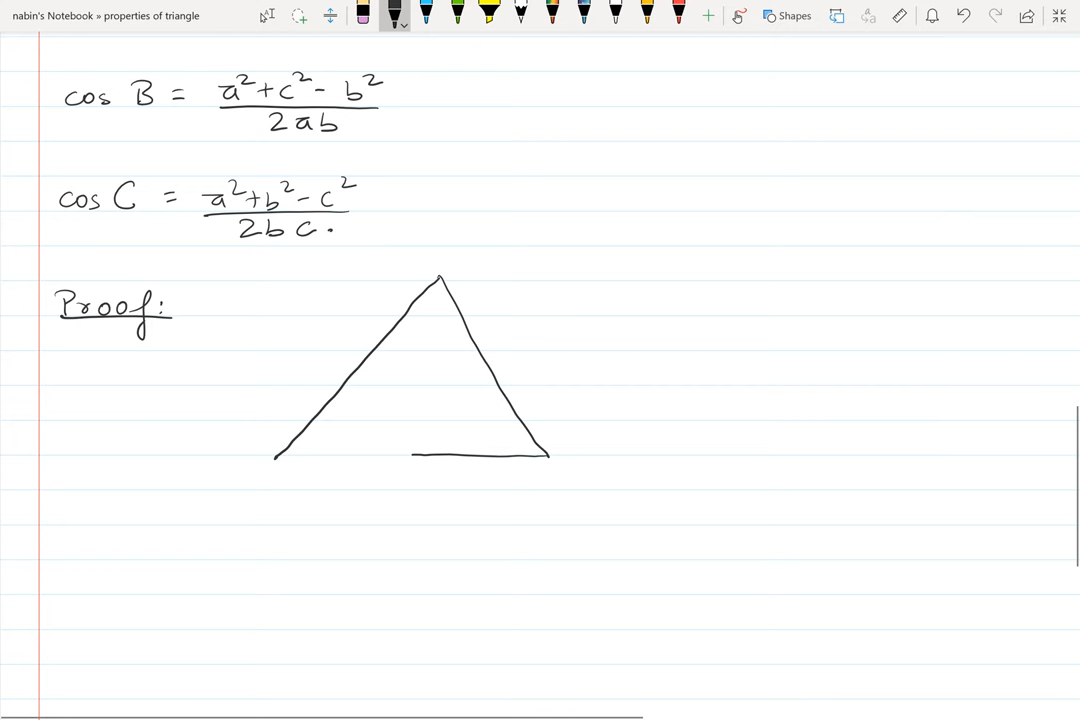 nabin's Notebook » properties of triangle
Shapes
cos B = a²+c²- b² / 2ab
cos C = a²+b²-c² / 2bc.
Proof: